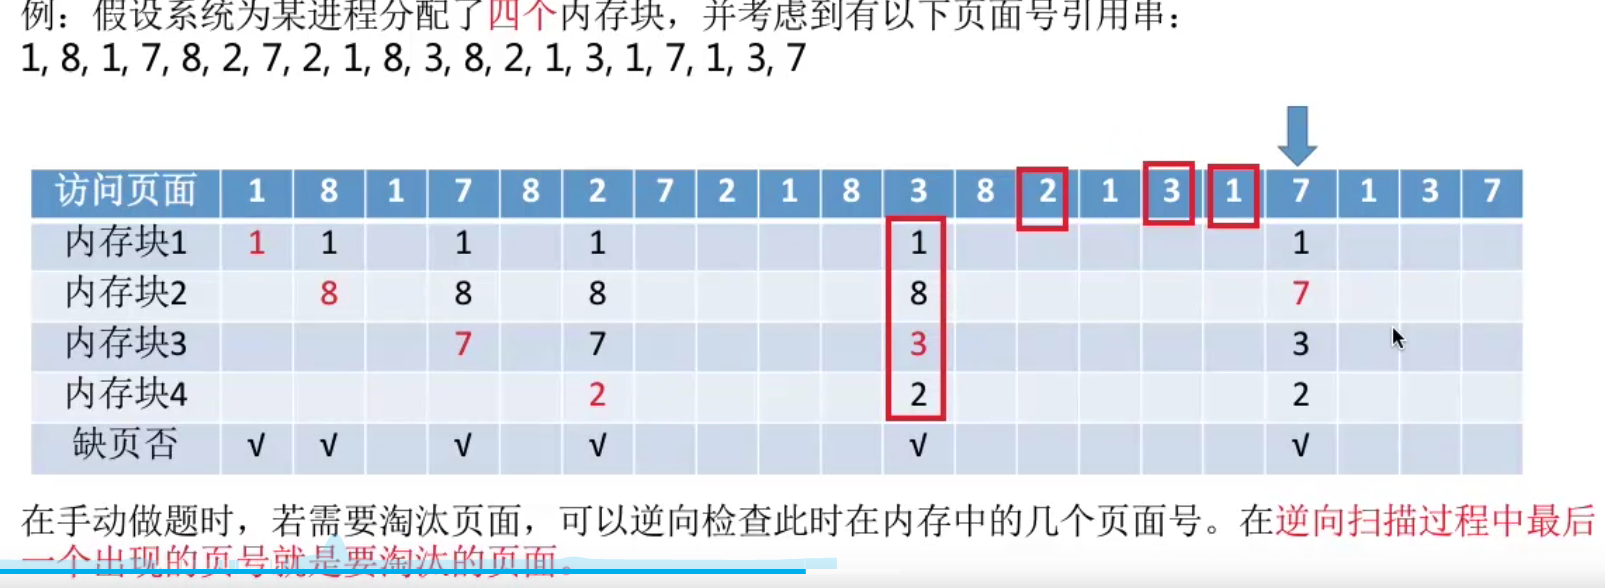 例：假设系统为某进程分配了四个内存块，并考虑到有以下页面号引用串：
1, 8, 1, 7, 8, 2, 7, 2, 1, 8, 3, 8, 2, 1, 3, 1, 7, 1, 3, 7
访问页面 1 8 1 7 8 2 7 2 1 8 3 8 2 1 3 1 7 1 3 7
内存块1 1 1 1 1 1 1
内存块2 8 8 8 8 7
内存块3 7 7 3 3
内存块4 2 2 2
缺页否 √ √ √ √ √ √
在手动做题时，若需要淘汰页面，可以逆向检查此时在内存中的几个页面号。在逆向扫描过程中最后
一个出现的页号就是要淘汰的页面。